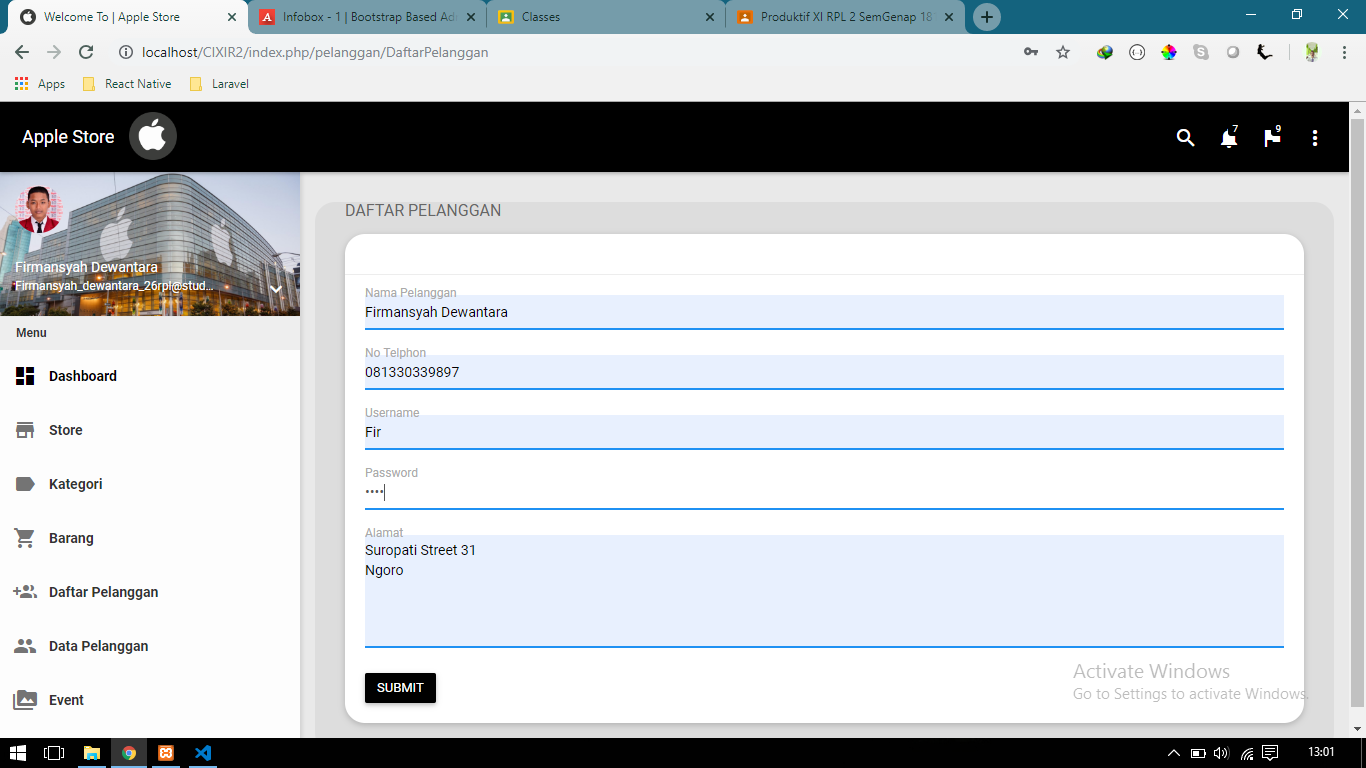 Welcome To | Apple Store
Infobox - 1 | Bootstrap Based Ad
Classes
Produktif XI RPL 2 SemGenap 18
localhost/CIXIR2/index.php/pelanggan/DaftarPelanggan
Apps
React Native
Laravel
Apple Store
7
9
Firmansyah Dewantara
Firmansyah_dewantara_26rpl@stud...
Menu
Dashboard
Store
Kategori
Barang
Daftar Pelanggan
Data Pelanggan
Event
DAFTAR PELANGGAN
Nama Pelanggan
Firmansyah Dewantara
No Telphon
081330339897
Username
Fir
Password
••••
Alamat
Suropati Street 31
Ngoro
SUBMIT
Activate Windows
Go to Settings to activate Windows.
13:01